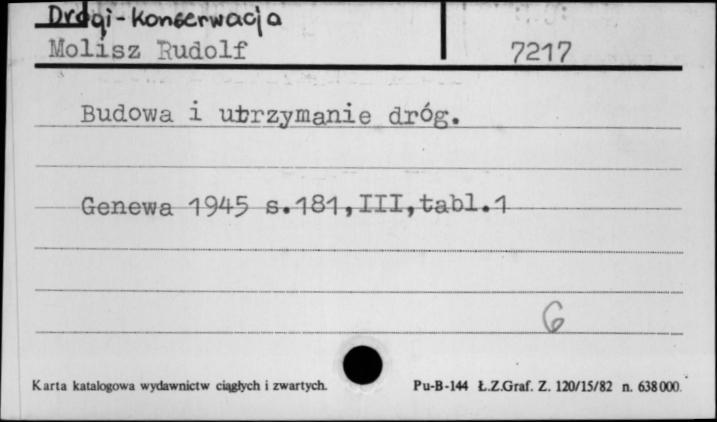 Drogi-konserwacja
Molisz Rudolf 7217
Budowa i utrzymanie dróg.
Genewa 1945 s.181,III,tabl.1
G
Karta katalogowa wydawnictw ciągłych i zwartych. Pu-B-144 Ł.Z.Graf. Z. 120/15/82 n. 638000.